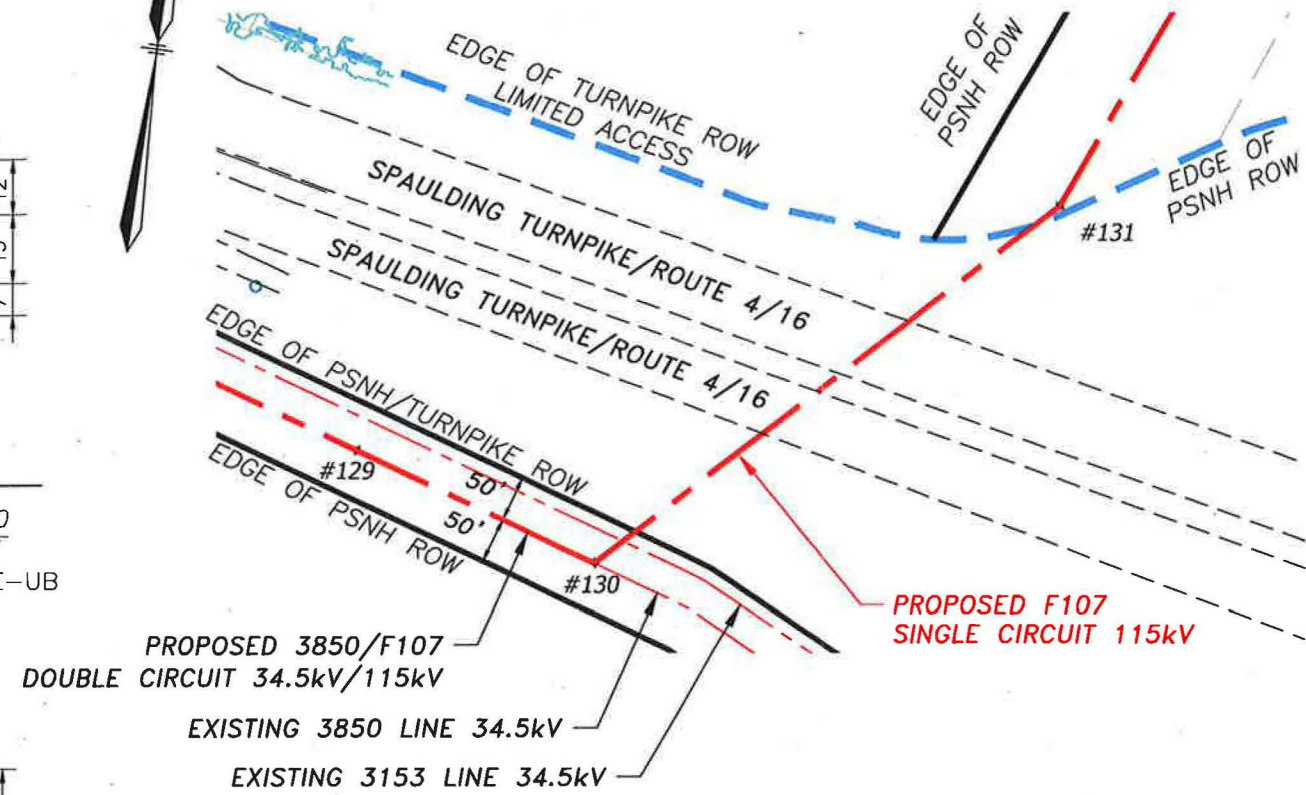 EDGE OF TURNPIKE ROW
LIMITED ACCESS
EDGE OF
PSNH ROW
EDGE OF
PSNH ROW
#131
SPAULDING TURNPIKE/ROUTE 4/16
SPAULDING TURNPIKE/ROUTE 4/16
EDGE OF PSNH/TURNPIKE ROW
#129
50'
50'
EDGE OF PSNH ROW
#130
PROPOSED F107
SINGLE CIRCUIT 115kV
PROPOSED 3850/F107
DOUBLE CIRCUIT 34.5kV/115kV
EXISTING 3850 LINE 34.5kV
EXISTING 3153 LINE 34.5kV
12
-UB